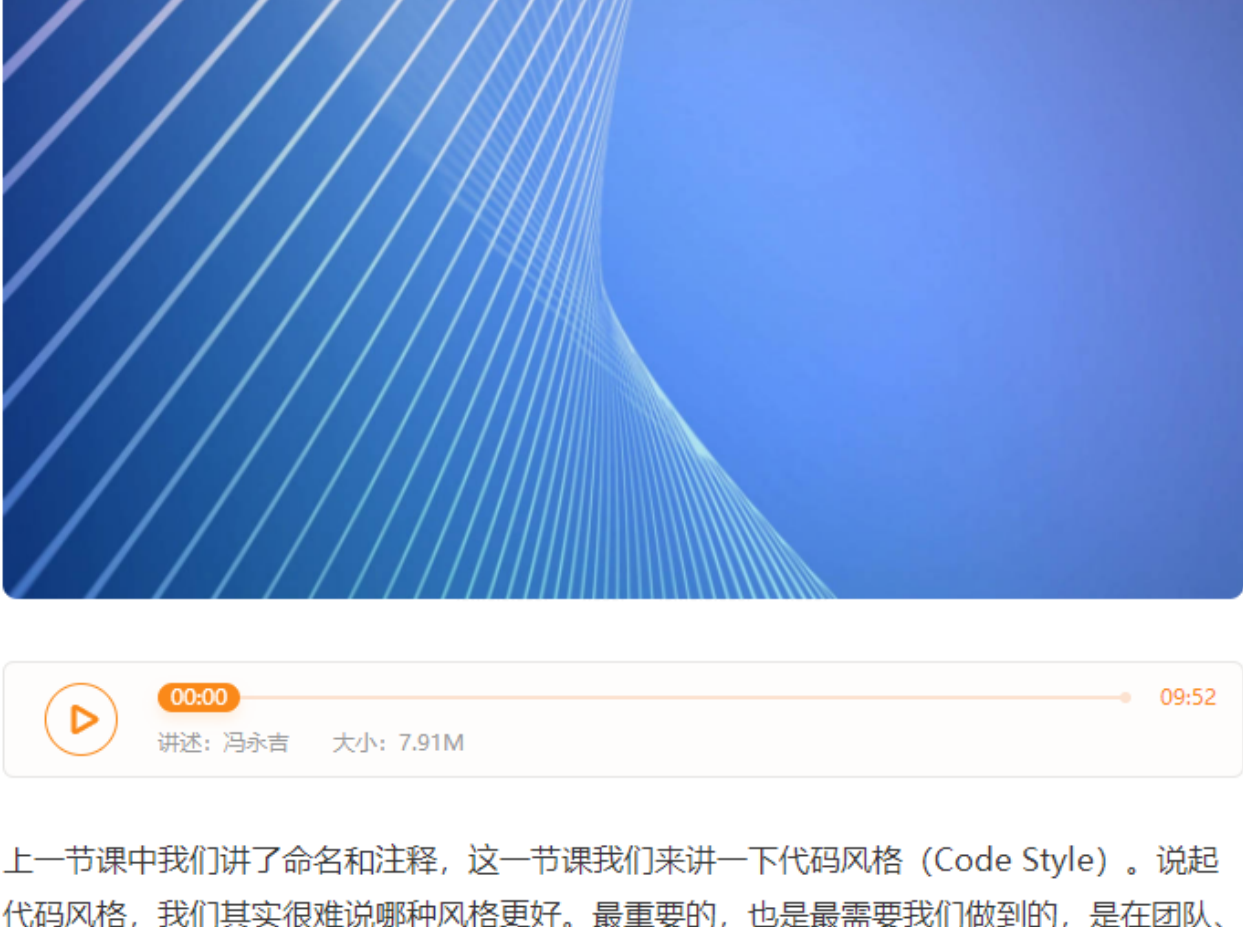 00:00
09:52
讲述：冯永吉 大小：7.91M
上一节课中我们讲了命名和注释，这一节课我们来讲一下代码风格（Code Style）。说起
代码风格，我们其实很难说哪种风格更好。最重要的，也是最需要我们做到的，是在团队、